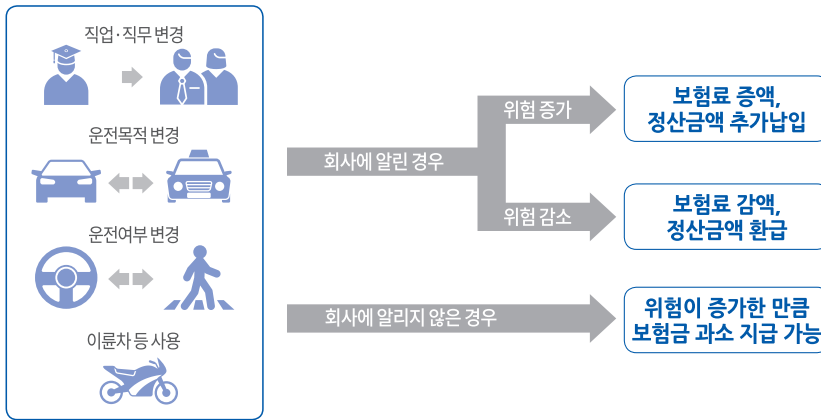 직업·직무 변경
운전목적 변경
운전여부 변경
이륜차 등 사용
회사에 알린 경우
위험 증가
보험료 증액,
정산금액 추가납입
위험 감소
보험료 감액,
정산금액 환급
회사에 알리지 않은 경우
위험이 증가한 만큼
보험금 과소 지급 가능